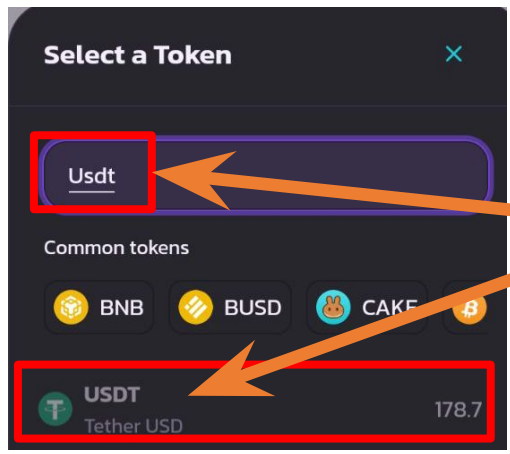 Select a Token
Usdt
Common tokens
BNB BUSD CAKE
USDT 178.7
Tether USD